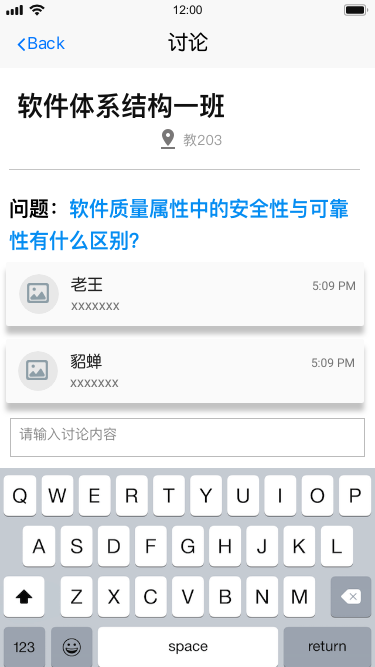 12:00
Back
讨论
软件体系结构一班
教203
问题：软件质量属性中的安全性与可靠
性有什么区别?
老王
5:09 PM
xxxxxxx
貂蝉
5:09 PM
xxxxxxx
请输入讨论内容
Q W E R T Y U I O P
A S D F G H J K L
Z X C V B N M
123 space return